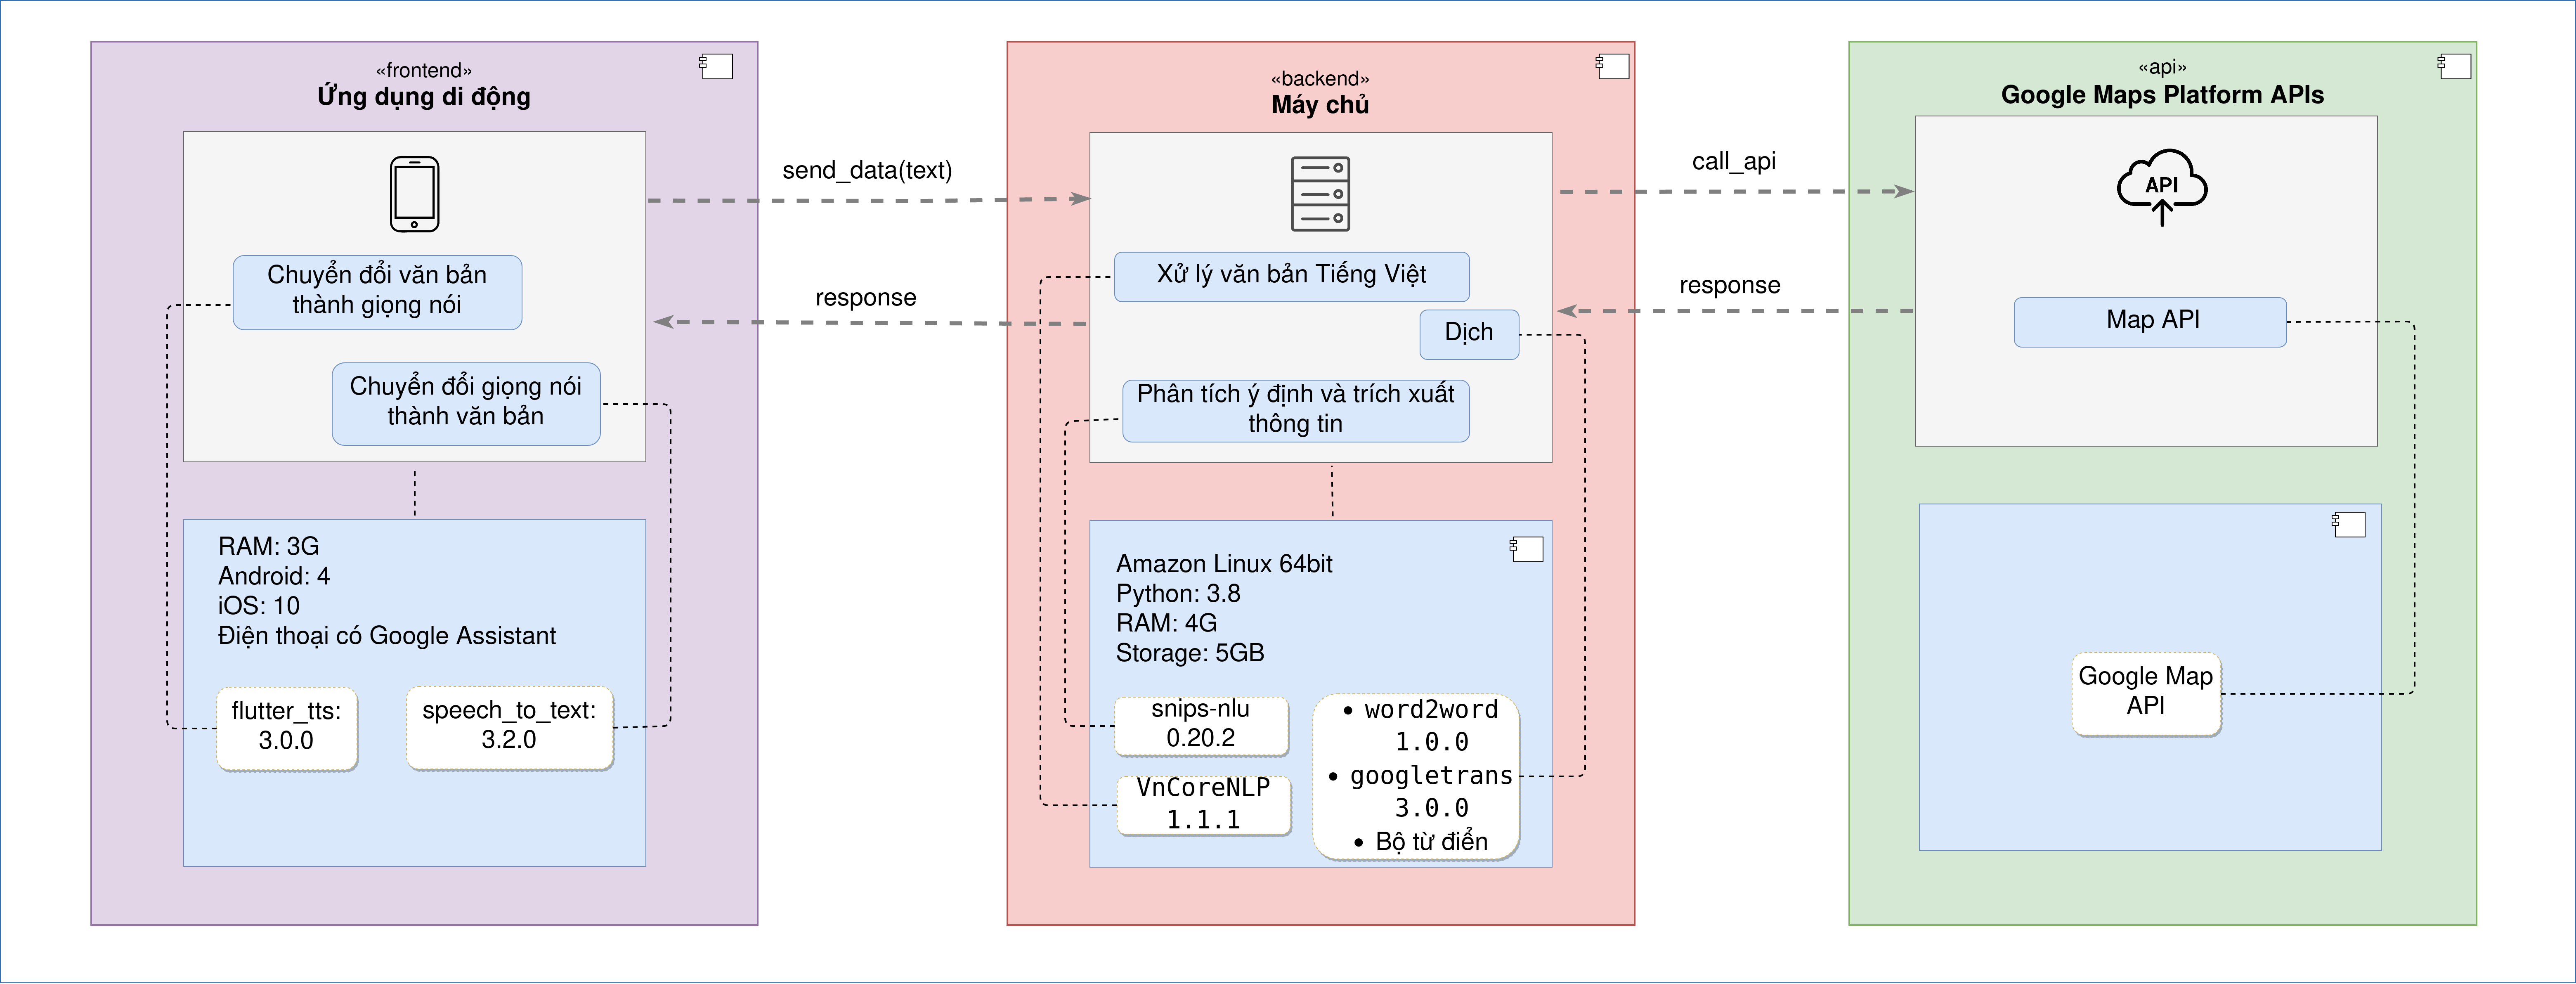 «frontend»
Ứng dụng di động
Chuyển đổi văn bản
thành giọng nói
Chuyển đổi giọng nói
thành văn bản
RAM: 3G
Android: 4
iOS: 10
Điện thoại có Google Assistant
flutter_tts:
3.0.0
speech_to_text:
3.2.0
send_data(text)
response
«backend»
Máy chủ
Xử lý văn bản Tiếng Việt
Dịch
Phân tích ý định và trích xuất
thông tin
Amazon Linux 64bit
Python: 3.8
RAM: 4G
Storage: 5GB
snips-nlu
0.20.2
VnCoreNLP
1.1.1
• word2word
1.0.0
• googletrans
3.0.0
• Bộ từ điển
call_api
response
«api»
Google Maps Platform APIs
API
Map API
Google Map
API